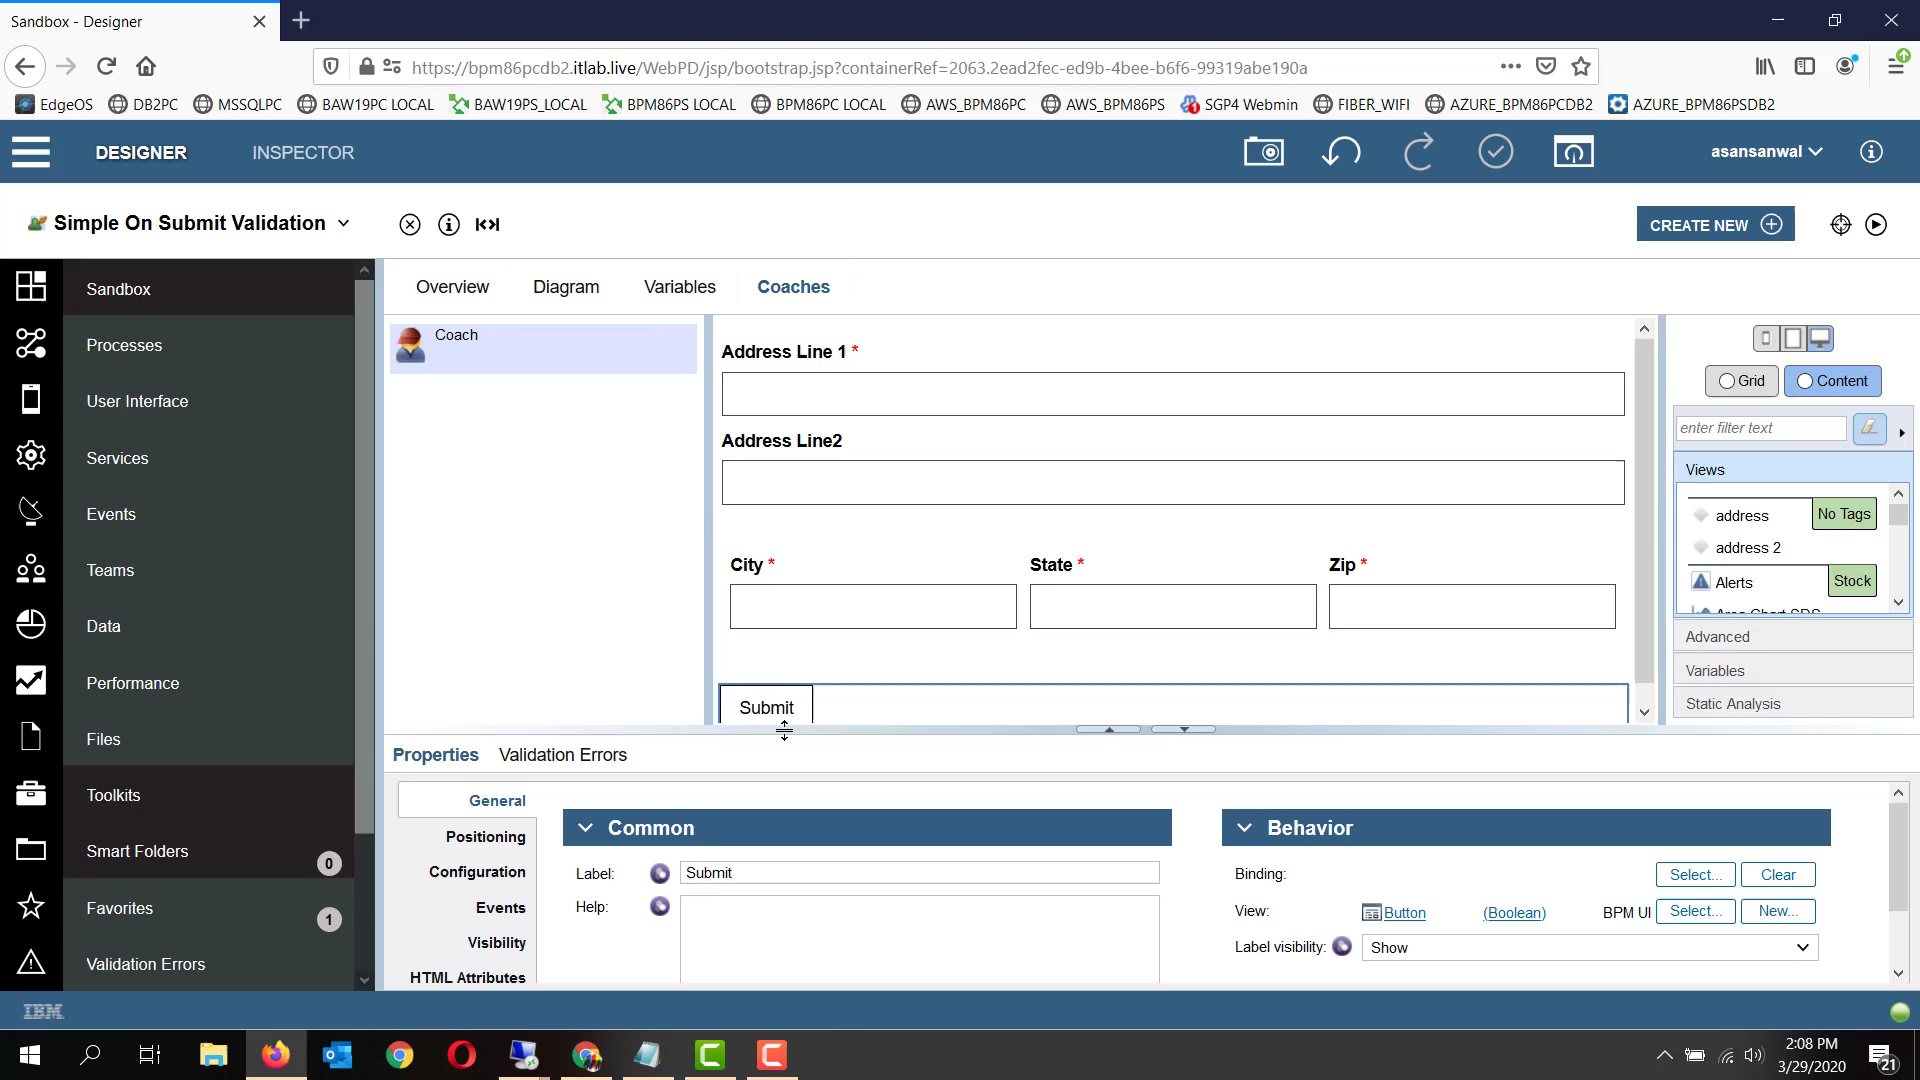 Sandbox - Designer
https://bpm86pcdb2.itlab.live/WebPD/jsp/bootstrap.jsp?containerRef=2063.2ead2fec-ed9b-4bee-b6f6-99319abe190a
EdgeOS DB2PC MSSQLPC BAW19PC LOCAL BAW19PS_LOCAL BPM86PS LOCAL BPM86PC LOCAL AWS_BPM86PC AWS_BPM86PS SGP4 Webmin FIBER_WIFI AZURE_BPM86PCDB2 AZURE_BPM86PSDB2
DESIGNER INSPECTOR asansanwal
Simple On Submit Validation CREATE NEW
Sandbox
Processes
User Interface
Services
Events
Teams
Data
Performance
Files
Toolkits
Smart Folders 0
Favorites 1
Validation Errors
Overview Diagram Variables Coaches
Coach
Address Line 1 *
Address Line2
City * State * Zip *
Submit
Grid Content
enter filter text
Views
address No Tags
address 2
Alerts Stock
Area Chart SDS
Advanced
Variables
Static Analysis
Properties Validation Errors
General
Positioning
Configuration
Events
Visibility
HTML Attributes
Common
Label: Submit
Help:
Behavior
Binding: Select... Clear
View: Button (Boolean) BPM UI Select... New...
Label visibility: Show
IBM
2:08 PM
3/29/2020
21